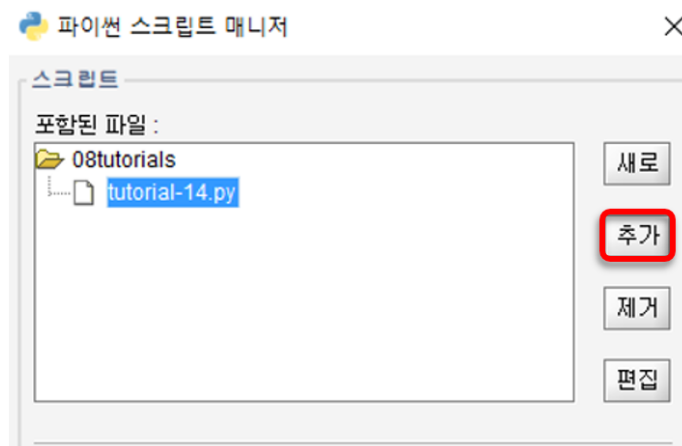 파이썬 스크립트 매니저
스크립트
포함된 파일 :
08tutorials
tutorial-14.py
새로
추가
제거
편집